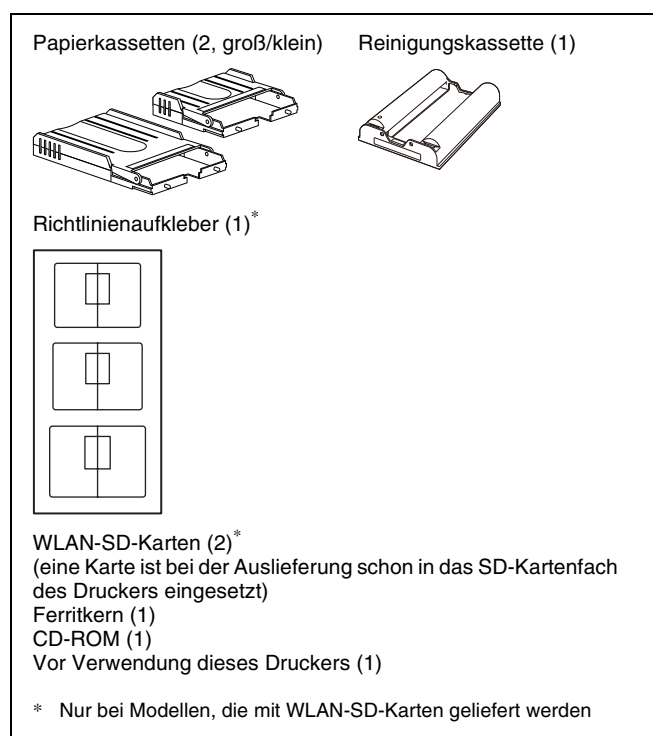 Papierkassetten (2, groß/klein) Reinigungskassette (1)
Richtlinienaufkleber (1)*
WLAN-SD-Karten (2)*
(eine Karte ist bei der Auslieferung schon in das SD-Kartenfach
des Druckers eingesetzt)
Ferritkern (1)
CD-ROM (1)
Vor Verwendung dieses Druckers (1)
* Nur bei Modellen, die mit WLAN-SD-Karten geliefert werden